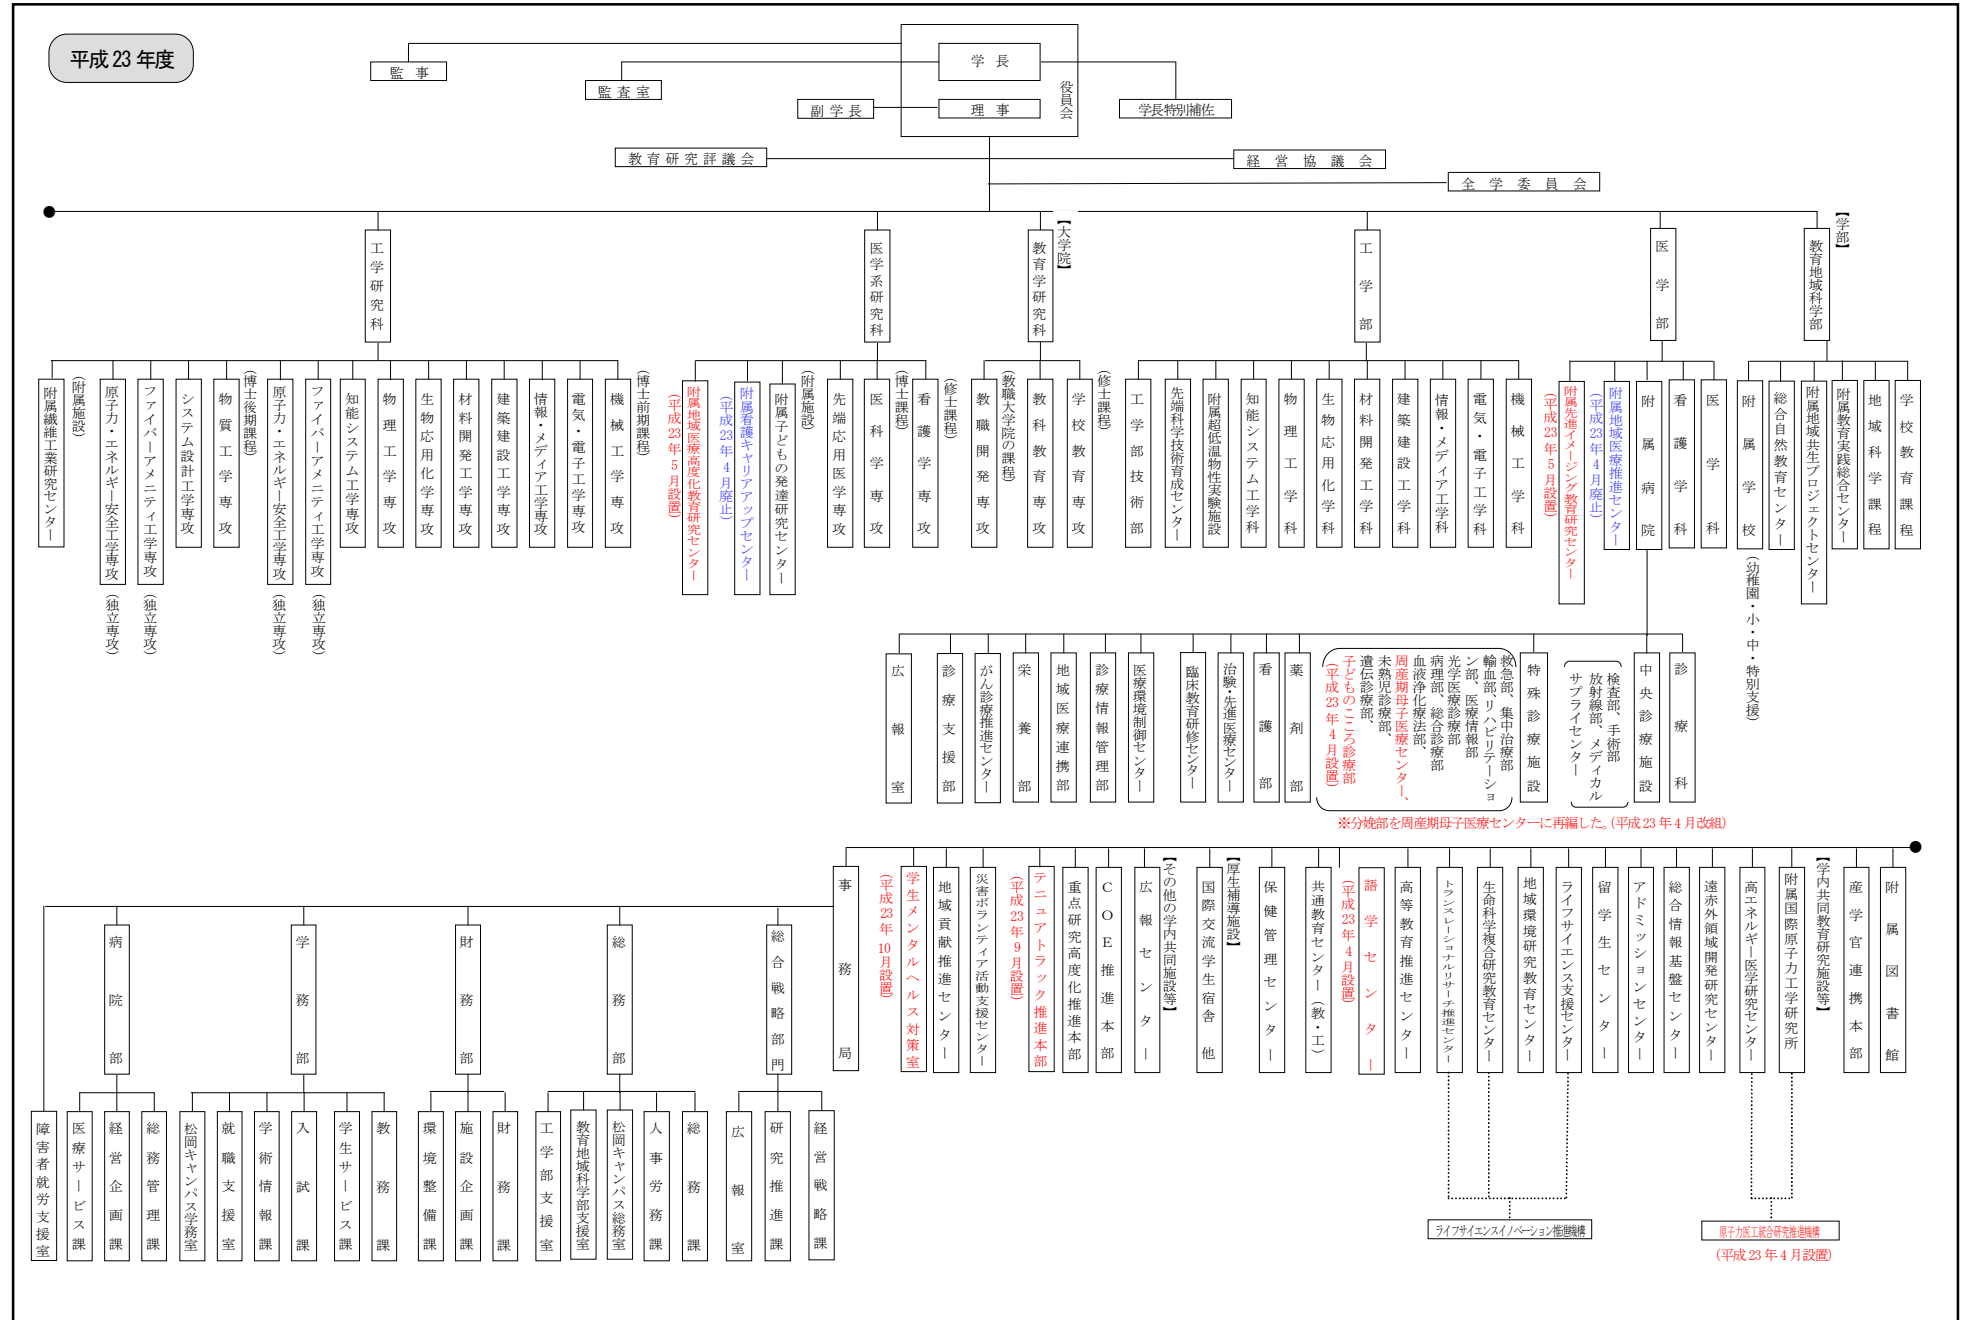 平成23年度
学長
役員会
監事
監査室
副学長
理事
学長特別補佐
教育研究評議会
経営協議会
全学委員会
【学部】
教育地域科学部
学校教育課程
地域科学課程
附属教育実践総合センター
附属地域共生プロジェクトセンター
総合自然教育センター
附属学校
(幼稚園・小・中・特別支援)
医学部
医学科
看護学科
附属病院
附属地域医療推進センター
(平成23年4月廃止)
附属先進イメージング教育研究センター
(平成23年5月設置)
工学部
機械工学科
電気・電子工学科
情報・メディア工学科
建築建設工学科
材料開発工学科
生物応用化学科
物理工学科
知能システム工学科
附属超低温物性実験施設
先端科学技術育成センター
工学部技術部
【大学院】
教育学研究科
(修士課程)
学校教育専攻
教科教育専攻
(教職大学院の課程)
教職開発専攻
医学系研究科
(修士課程)
看護学専攻
(博士課程)
医科学専攻
先端応用医学専攻
(附属施設)
附属子どもの発達研究センター
附属看護キャリアアップセンター
(平成23年4月廃止)
附属地域医療高度化教育研究センター
(平成23年5月設置)
工学研究科
(博士前期課程)
機械工学専攻
電気・電子工学専攻
情報・メディア工学専攻
建築建設工学専攻
材料開発工学専攻
生物応用化学専攻
物理工学専攻
知能システム工学専攻
ファイバーアメニティ工学専攻(独立専攻)
原子力・エネルギー安全工学専攻(独立専攻)
(博士後期課程)
物質工学専攻
システム設計工学専攻
ファイバーアメニティ工学専攻(独立専攻)
原子力・エネルギー安全工学専攻(独立専攻)
(附属施設)
附属繊維工業研究センター
診療科
中央診療施設
検査部、手術部
放射線部、メディカル
サプライセンター
特殊診療施設
救急部、集中治療部
輸血部、リハビリテーショ
ン部、医療情報部
光学医療診療部
病理部、総合診療部
血液浄化療法部、
周産期母子医療センター、
未熟児診療部、
遺伝診療部、
子どものこころ診療部
(平成23年4月設置)
薬剤部
看護部
治験・先進医療センター
臨床教育研修センター
医療環境制御センター
診療情報管理部
地域医療連携部
栄養部
がん診療推進センター
診療支援部
広報室
※分娩部を周産期母子医療センターに再編した。(平成23年4月改組)
附属図書館
産学官連携本部
【学内共同教育研究施設等】
附属国際原子力工学研究所
高エネルギー医学研究センター
遠赤外領域開発研究センター
総合情報基盤センター
アドミッションセンター
留学生センター
ライフサイエンス支援センター
地域環境研究教育センター
生命科学複合研究教育センター
トランスレーショナルリサーチ推進センター
高等教育推進センター
語学センター
(平成23年4月設置)
共通教育センター(教・工)
保健管理センター
【厚生補導施設】
国際交流学生宿舎 他
【その他の学内共同施設等】
広報センター
COE推進本部
重点研究高度化推進本部
テニュアトラック推進本部
(平成23年9月設置)
災害ボランティア活動支援センター
地域貢献推進センター
学生メンタルヘルス対策室
(平成23年10月設置)
事務局
ライフサイエンスイノベーション推進機構
原子力医工統合研究推進機構
(平成23年4月設置)
総合戦略部門
経営戦略課
研究推進課
広報室
総務部
総務課
人事労務課
松岡キャンパス総務室
教育地域科学部支援室
工学部支援室
財務部
財務課
施設企画課
環境整備課
学務部
教務課
学生サービス課
入試課
学術情報課
就職支援室
松岡キャンパス学務室
病院部
総務管理課
経営企画課
医療サービス課
障害者就労支援室